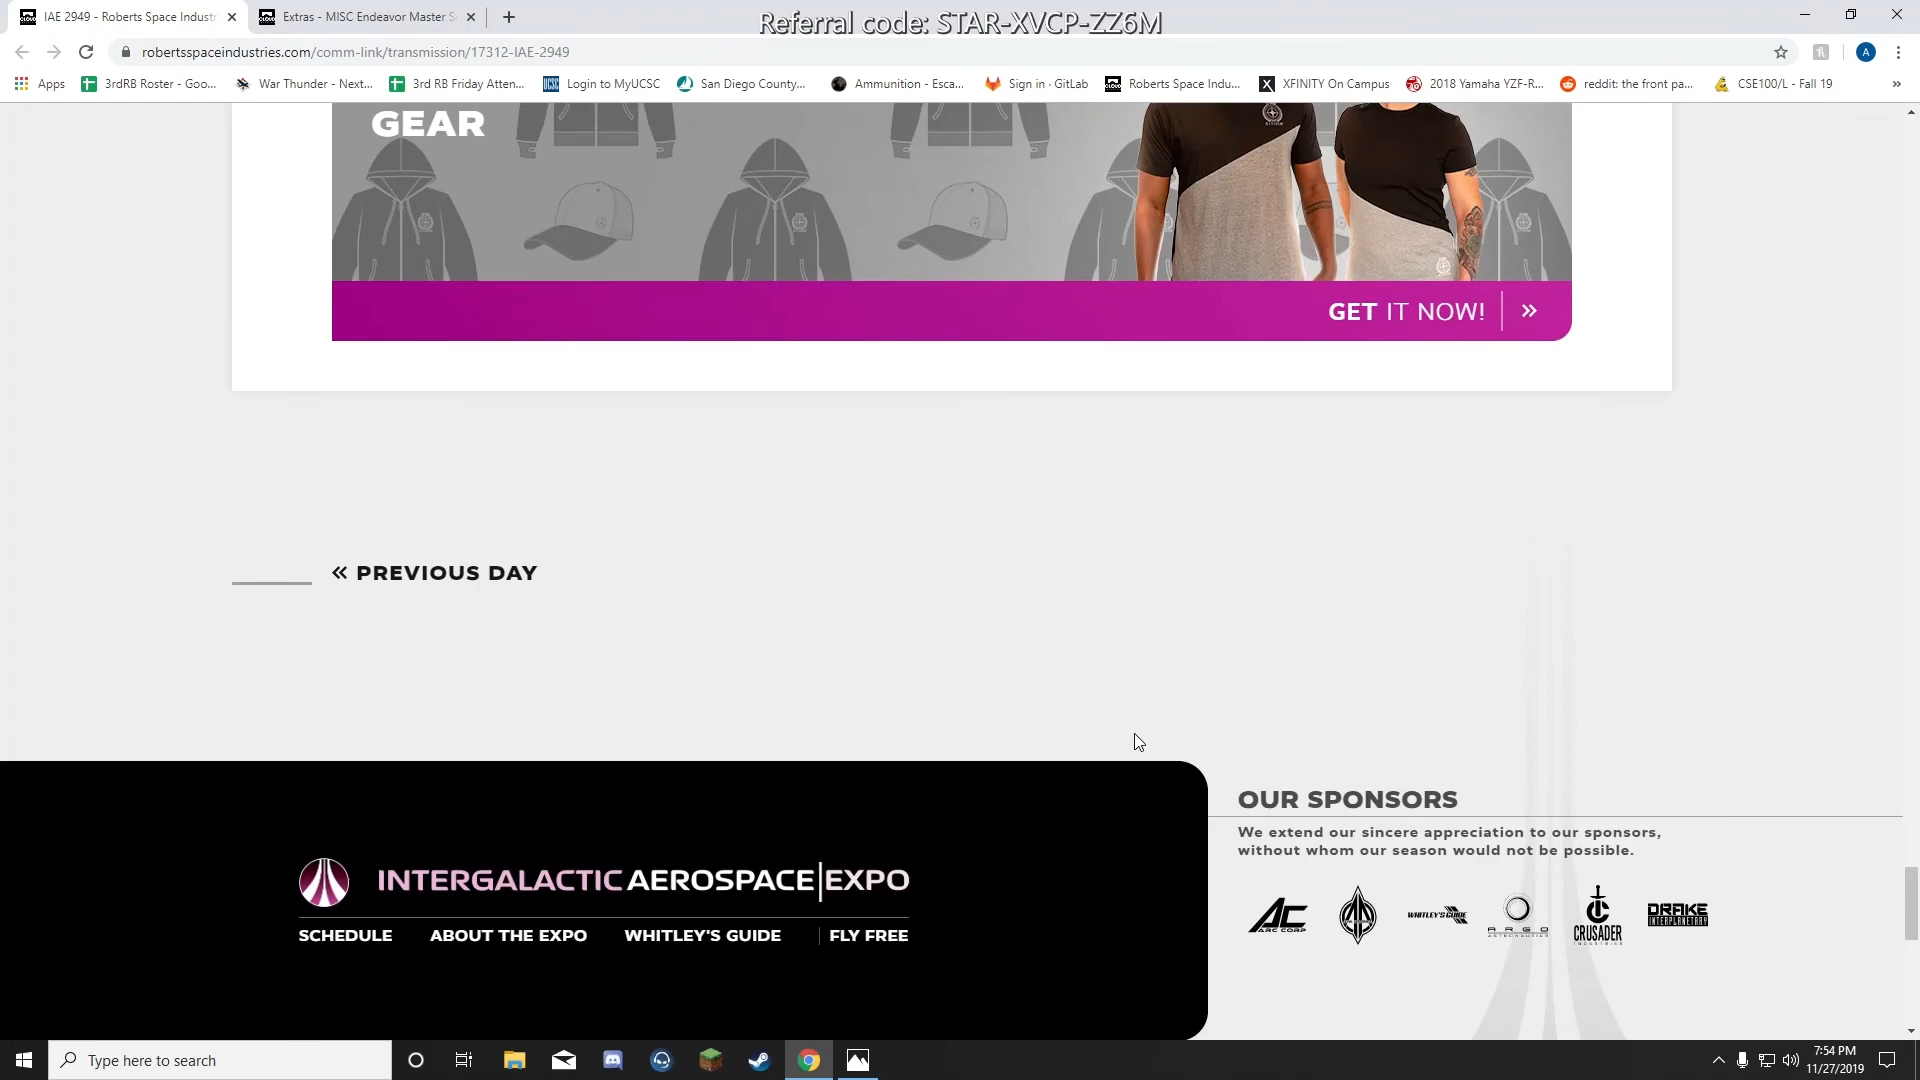 IAE 2949 - Roberts Space Industr
Extras - MISC Endeavor Master S
Referral code: STAR-XVCP-ZZ6M
robertsspaceindustries.com/comm-link/transmission/17312-IAE-2949
A
Apps
3rdRB Roster - Goo...
War Thunder - Next...
3rd RB Friday Atten...
UCSC
Login to MyUCSC
San Diego County...
Ammunition - Esca...
Sign in · GitLab
Roberts Space Indu...
X
XFINITY On Campus
2018 Yamaha YZF-R...
reddit: the front pa...
CSE100/L - Fall 19
»
GEAR
GET IT NOW! »
« PREVIOUS DAY
OUR SPONSORS
We extend our sincere appreciation to our sponsors,
without whom our season would not be possible.
INTERGALACTIC AEROSPACE|EXPO
SCHEDULE
ABOUT THE EXPO
WHITLEY'S GUIDE
FLY FREE
AC
ARC CORP
WHITLEY'S GUIDE
ARGO
ASTRONAUTICS
CRUSADER
INDUSTRIES
DRAKE
INTERPLANETARY
Type here to search
7:54 PM
11/27/2019